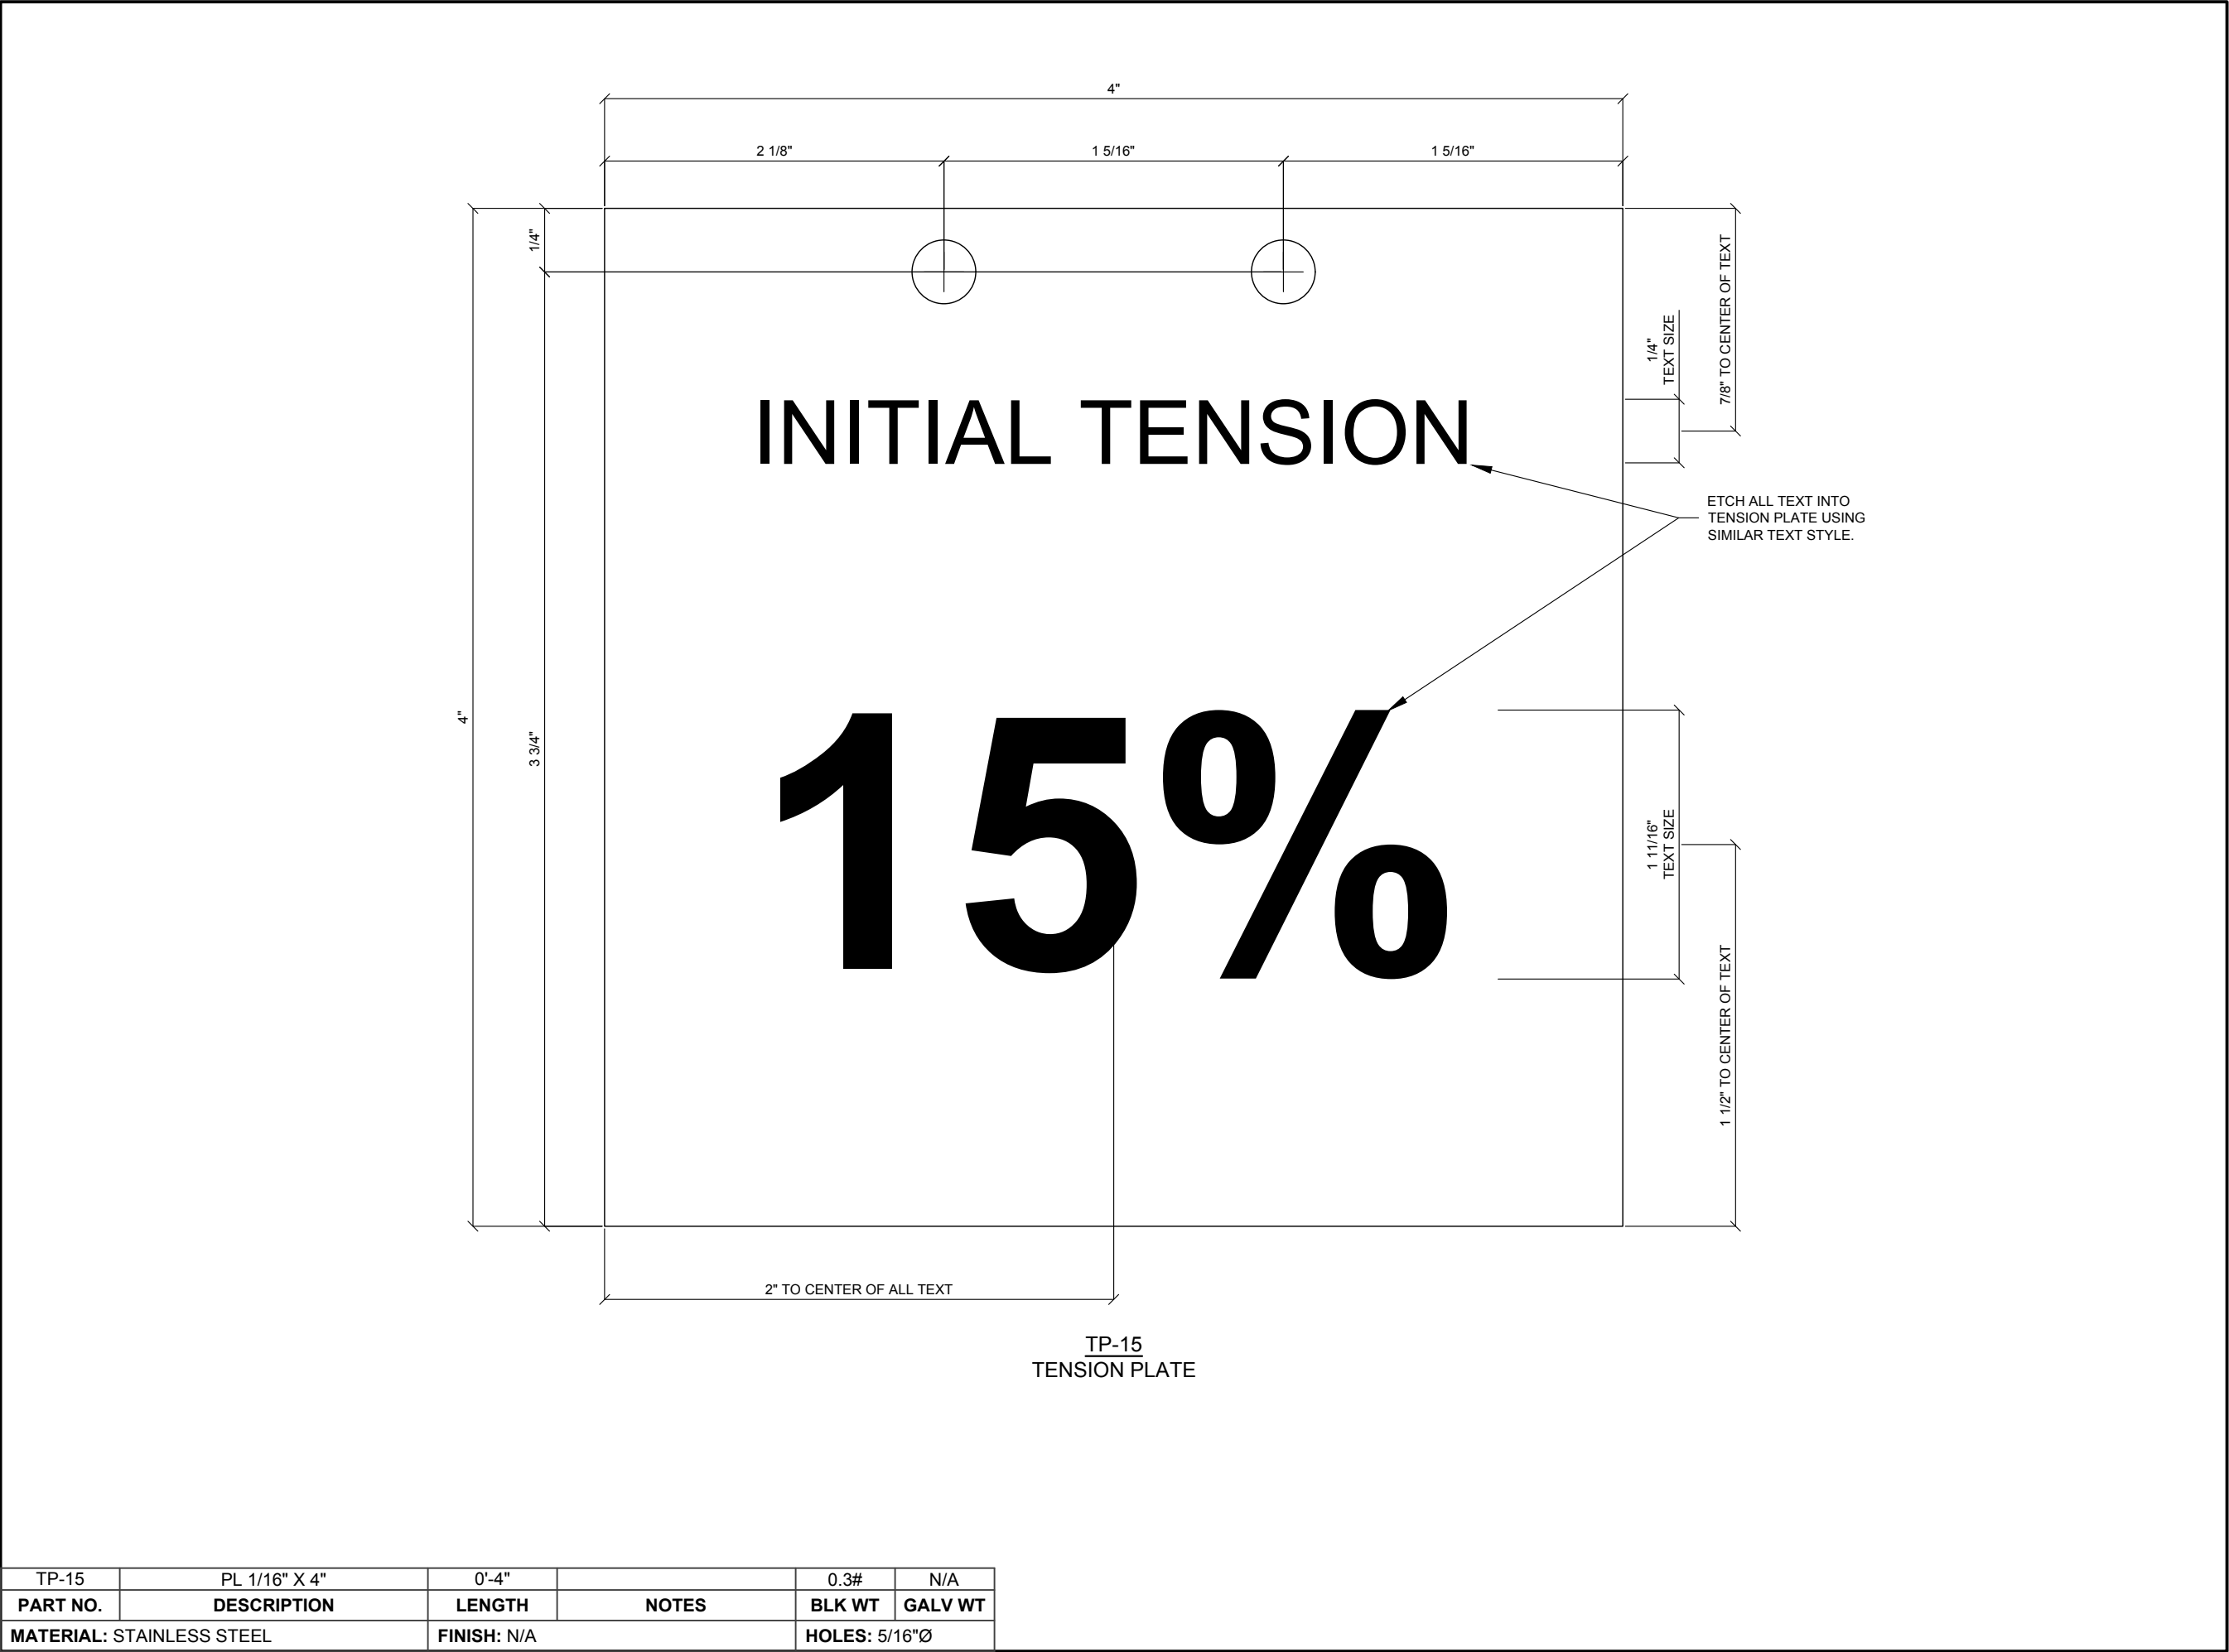 4"
2 1/8"
1 5/16"
1 5/16"
1/4"
7/8" TO CENTER OF TEXT
1/4"
TEXT SIZE
INITIAL TENSION
ETCH ALL TEXT INTO
TENSION PLATE USING
SIMILAR TEXT STYLE.
4"
3 3/4"
15%
1 11/16"
TEXT SIZE
1 1/2" TO CENTER OF TEXT
2" TO CENTER OF ALL TEXT
TP-15
TENSION PLATE
TP-15 PL 1/16" X 4" 0'-4" 0.3# N/A
PART NO. DESCRIPTION LENGTH NOTES BLK WT GALV WT
MATERIAL: STAINLESS STEEL FINISH: N/A HOLES: 5/16"Ø